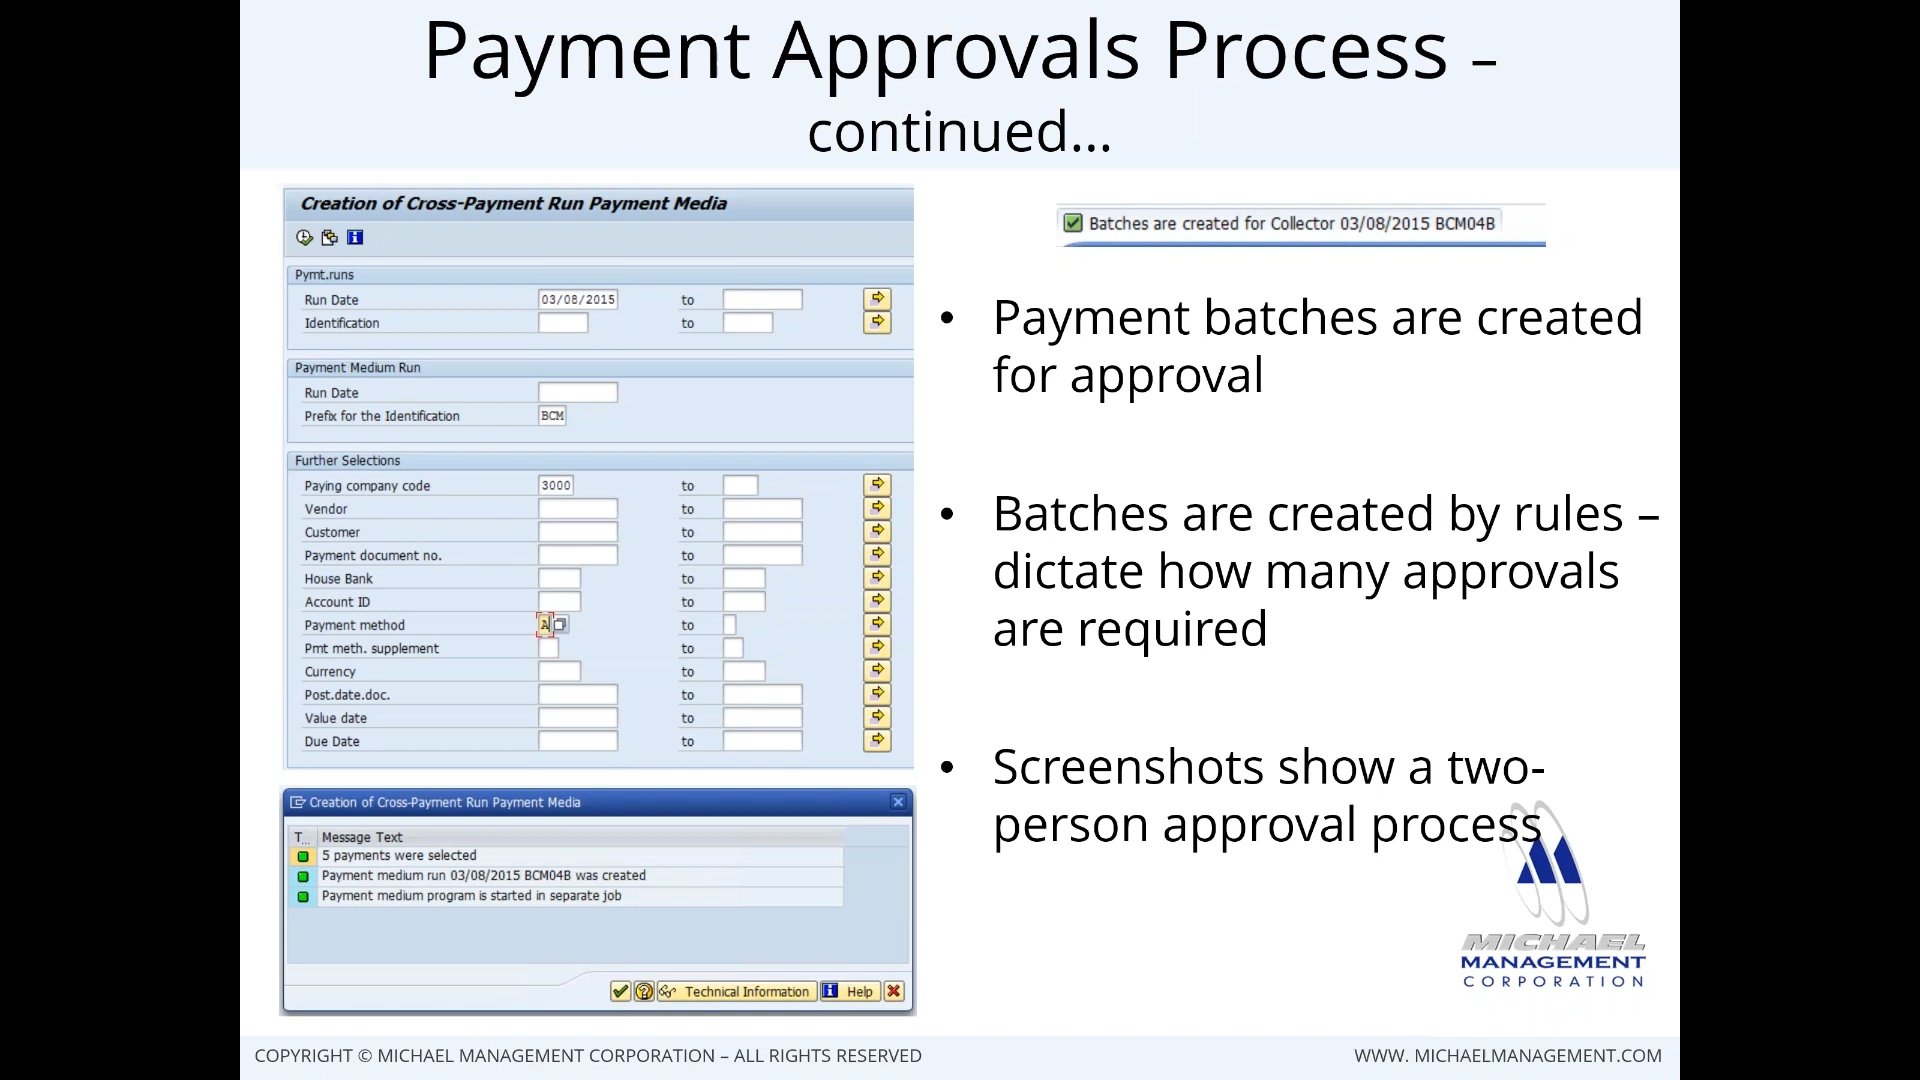 Payment Approvals Process –
continued...
Creation of Cross-Payment Run Payment Media
Pymt.runs
Run Date 03/08/2015 to
Identification to
Payment Medium Run
Run Date
Prefix for the Identification BCM
Further Selections
Paying company code 3000 to
Vendor to
Customer to
Payment document no. to
House Bank to
Account ID to
Payment method A to
Pmt meth. supplement to
Currency to
Post.date.doc. to
Value date to
Due Date to
Creation of Cross-Payment Run Payment Media
T... Message Text
5 payments were selected
Payment medium run 03/08/2015 BCM04B was created
Payment medium program is started in separate job
Technical Information Help
Batches are created for Collector 03/08/2015 BCM04B
• Payment batches are created
for approval
• Batches are created by rules –
dictate how many approvals
are required
• Screenshots show a two-
person approval process
MICHAEL
MANAGEMENT
CORPORATION
COPYRIGHT © MICHAEL MANAGEMENT CORPORATION – ALL RIGHTS RESERVED
WWW. MICHAELMANAGEMENT.COM